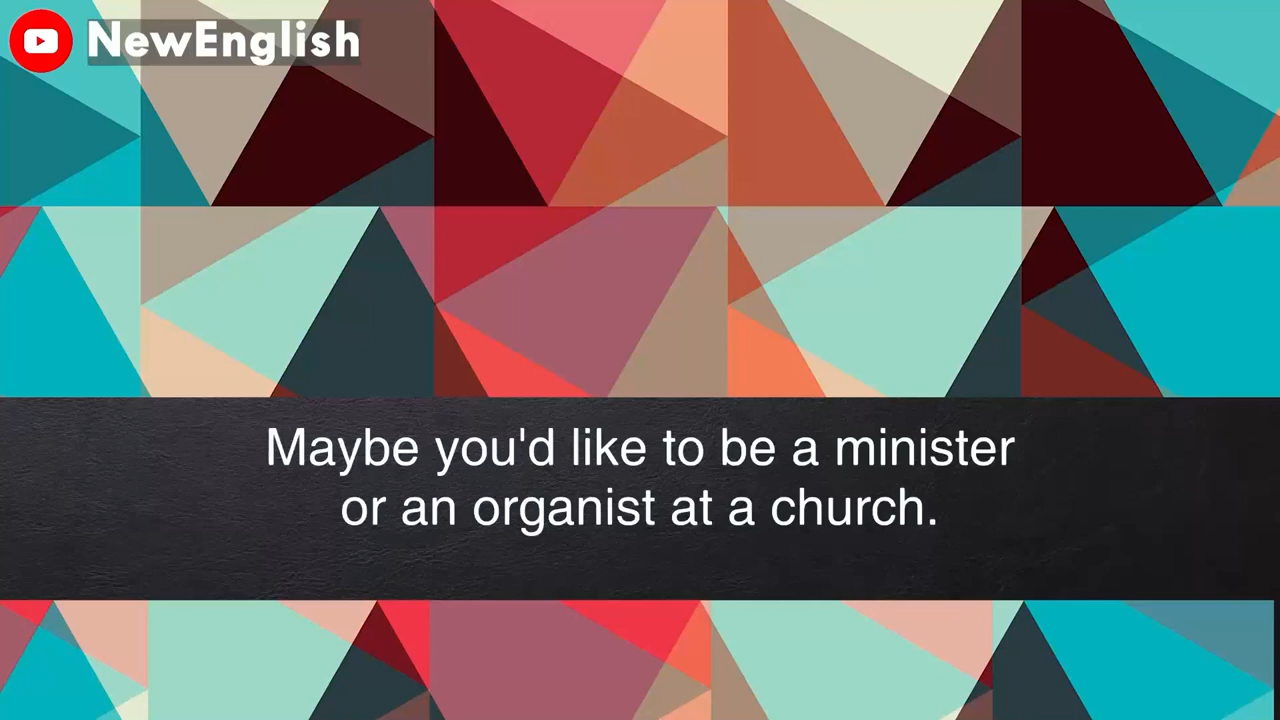 NewEnglish
Maybe you'd like to be a minister
or an organist at a church.